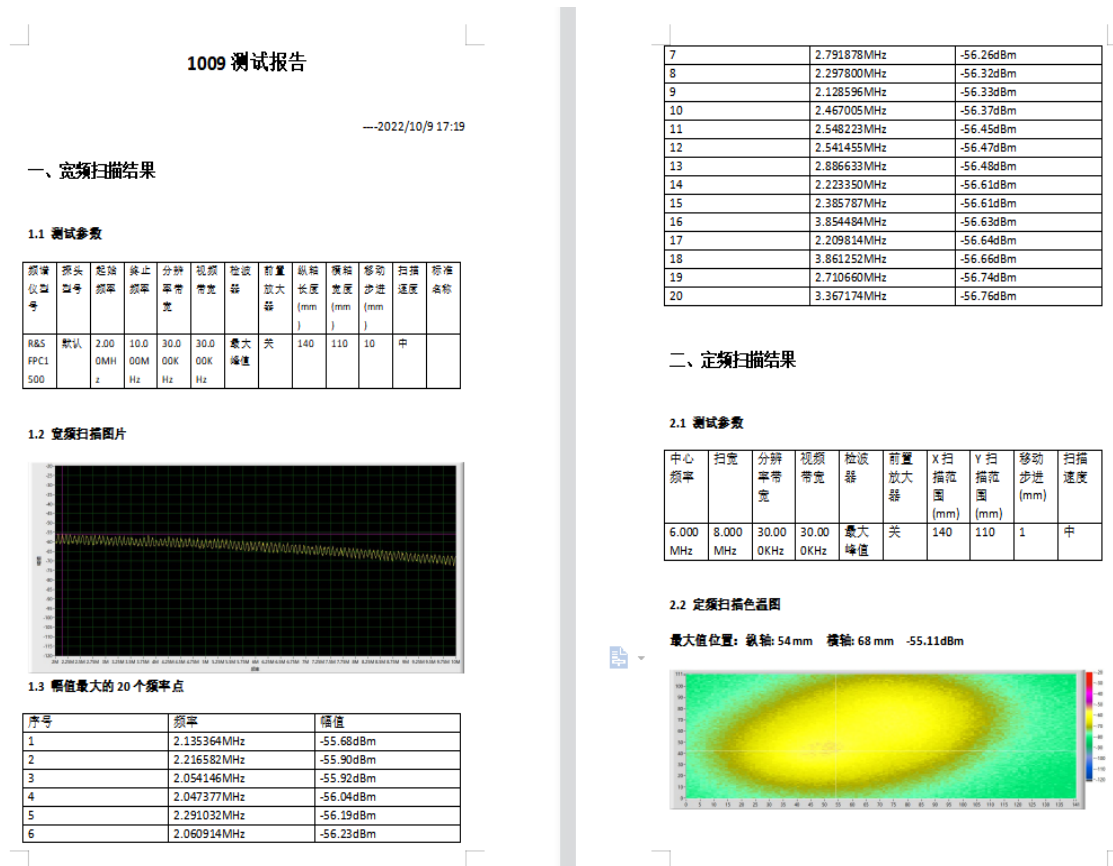 1009 测试报告
----2022/10/9 17:19
一、宽频扫描结果
1.1 测试参数
频谱仪型号 探头型号 起始频率 终止频率 分辨率带宽 视频带宽 检波器 前置放大器 纵轴长度(mm) 横轴宽度(mm) 移动步进(mm) 扫描速度 标准名称
R&S FPC1500 默认 2.000MHz 10.000MHz 30.000KHz 30.000KHz 最大峰值 关 140 110 10 中
1.2 宽频扫描图片
1.3 幅值最大的 20 个频率点
序号 频率 幅值
1 2.135364MHz -55.68dBm
2 2.216582MHz -55.90dBm
3 2.054146MHz -55.92dBm
4 2.047377MHz -56.04dBm
5 2.291032MHz -56.19dBm
6 2.060914MHz -56.23dBm
7 2.791878MHz -56.26dBm
8 2.297800MHz -56.32dBm
9 2.128596MHz -56.33dBm
10 2.467005MHz -56.37dBm
11 2.548223MHz -56.45dBm
12 2.541455MHz -56.47dBm
13 2.886633MHz -56.48dBm
14 2.223350MHz -56.61dBm
15 2.385787MHz -56.61dBm
16 3.854484MHz -56.63dBm
17 2.209814MHz -56.64dBm
18 3.861252MHz -56.66dBm
19 2.710660MHz -56.74dBm
20 3.367174MHz -56.76dBm
二、定频扫描结果
2.1 测试参数
中心频率 扫宽 分辨率带宽 视频带宽 检波器 前置放大器 X 扫描范围(mm) Y 扫描范围(mm) 移动步进(mm) 扫描速度
6.000MHz 8.000MHz 30.000KHz 30.000KHz 最大峰值 关 140 110 1 中
2.2 定频扫描色温图
最大值位置: 纵轴: 54 mm 横轴: 68 mm -55.11dBm